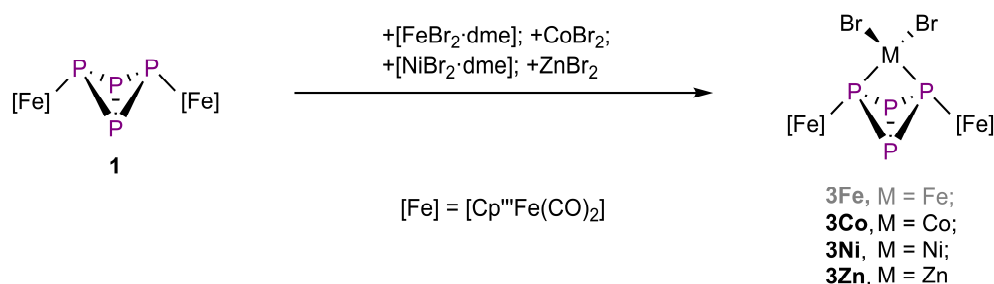 +[FeBr₂·dme]; +CoBr₂;
+[NiBr₂·dme]; +ZnBr₂
P P P
[Fe] [Fe]
P
1
[Fe] = [Cp'''Fe(CO)₂]
Br Br
M
P P P
[Fe] [Fe]
P
3Fe, M = Fe;
3Co, M = Co;
3Ni, M = Ni;
3Zn, M = Zn